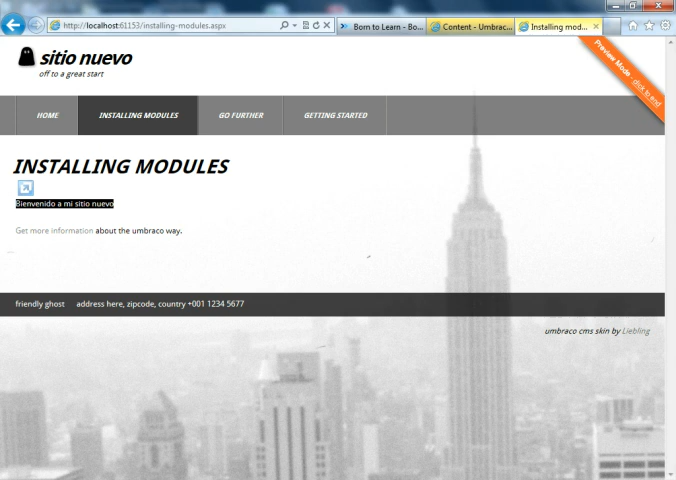 http://localhost:61153/installing-modules.aspx
Born to Learn - Bo...
Content - Umbrac...
Installing mod...
sitio nuevo
off to a great start
Preview Mode - click to end
HOME
INSTALLING MODULES
GO FURTHER
GETTING STARTED
INSTALLING MODULES
Bienvenido a mi sitio nuevo
Get more information about the umbraco way.
friendly ghost address here, zipcode, country +001 1234 5677
umbraco cms skin by Liebling